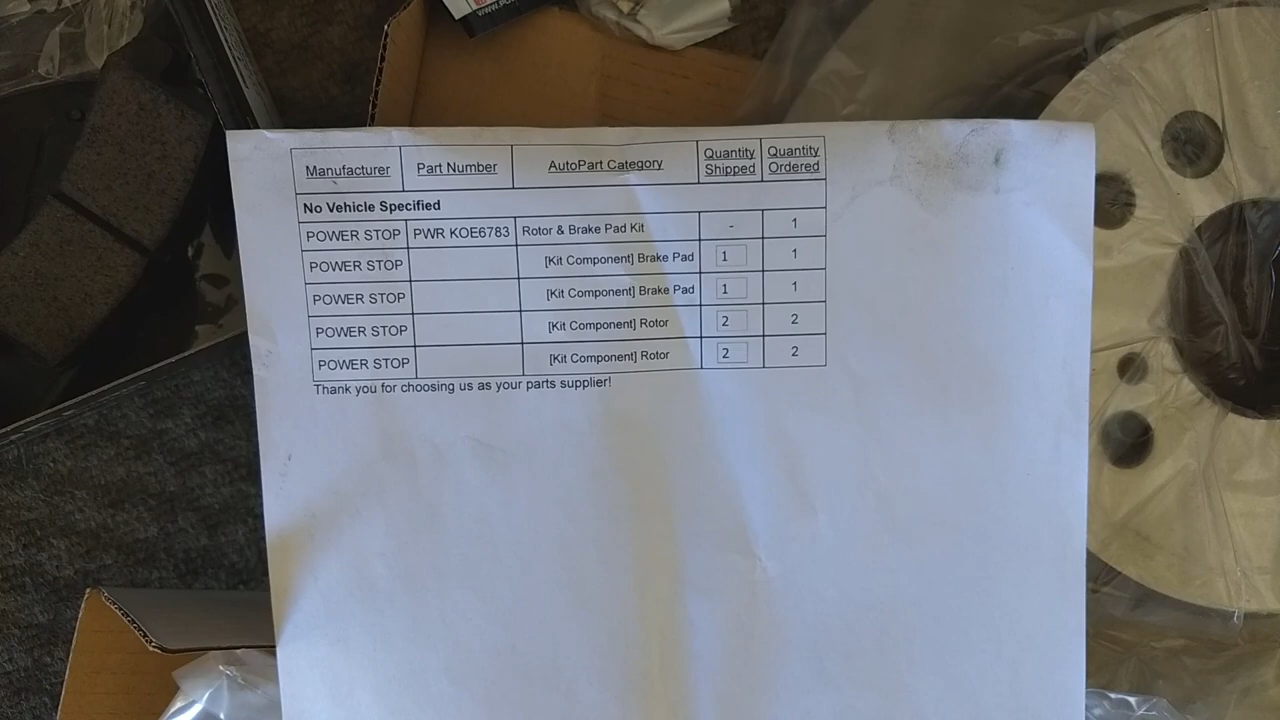 Manufacturer Part Number AutoPart Category Quantity Shipped Quantity Ordered
No Vehicle Specified
POWER STOP PWR KOE6783 Rotor & Brake Pad Kit - 1
POWER STOP [Kit Component] Brake Pad 1 1
POWER STOP [Kit Component] Brake Pad 1 1
POWER STOP [Kit Component] Rotor 2 2
POWER STOP [Kit Component] Rotor 2 2
Thank you for choosing us as your parts supplier!